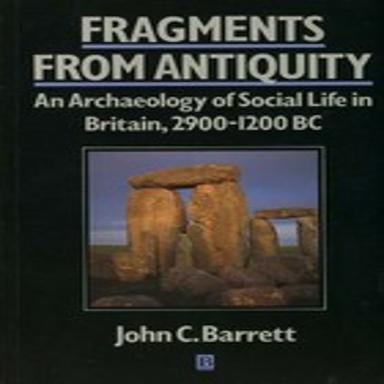 FRAGMENTS
FROM ANTIQUITY
An Archaeology of Social Life in
Britain, 2900-1200 BC
John C. Barrett
B